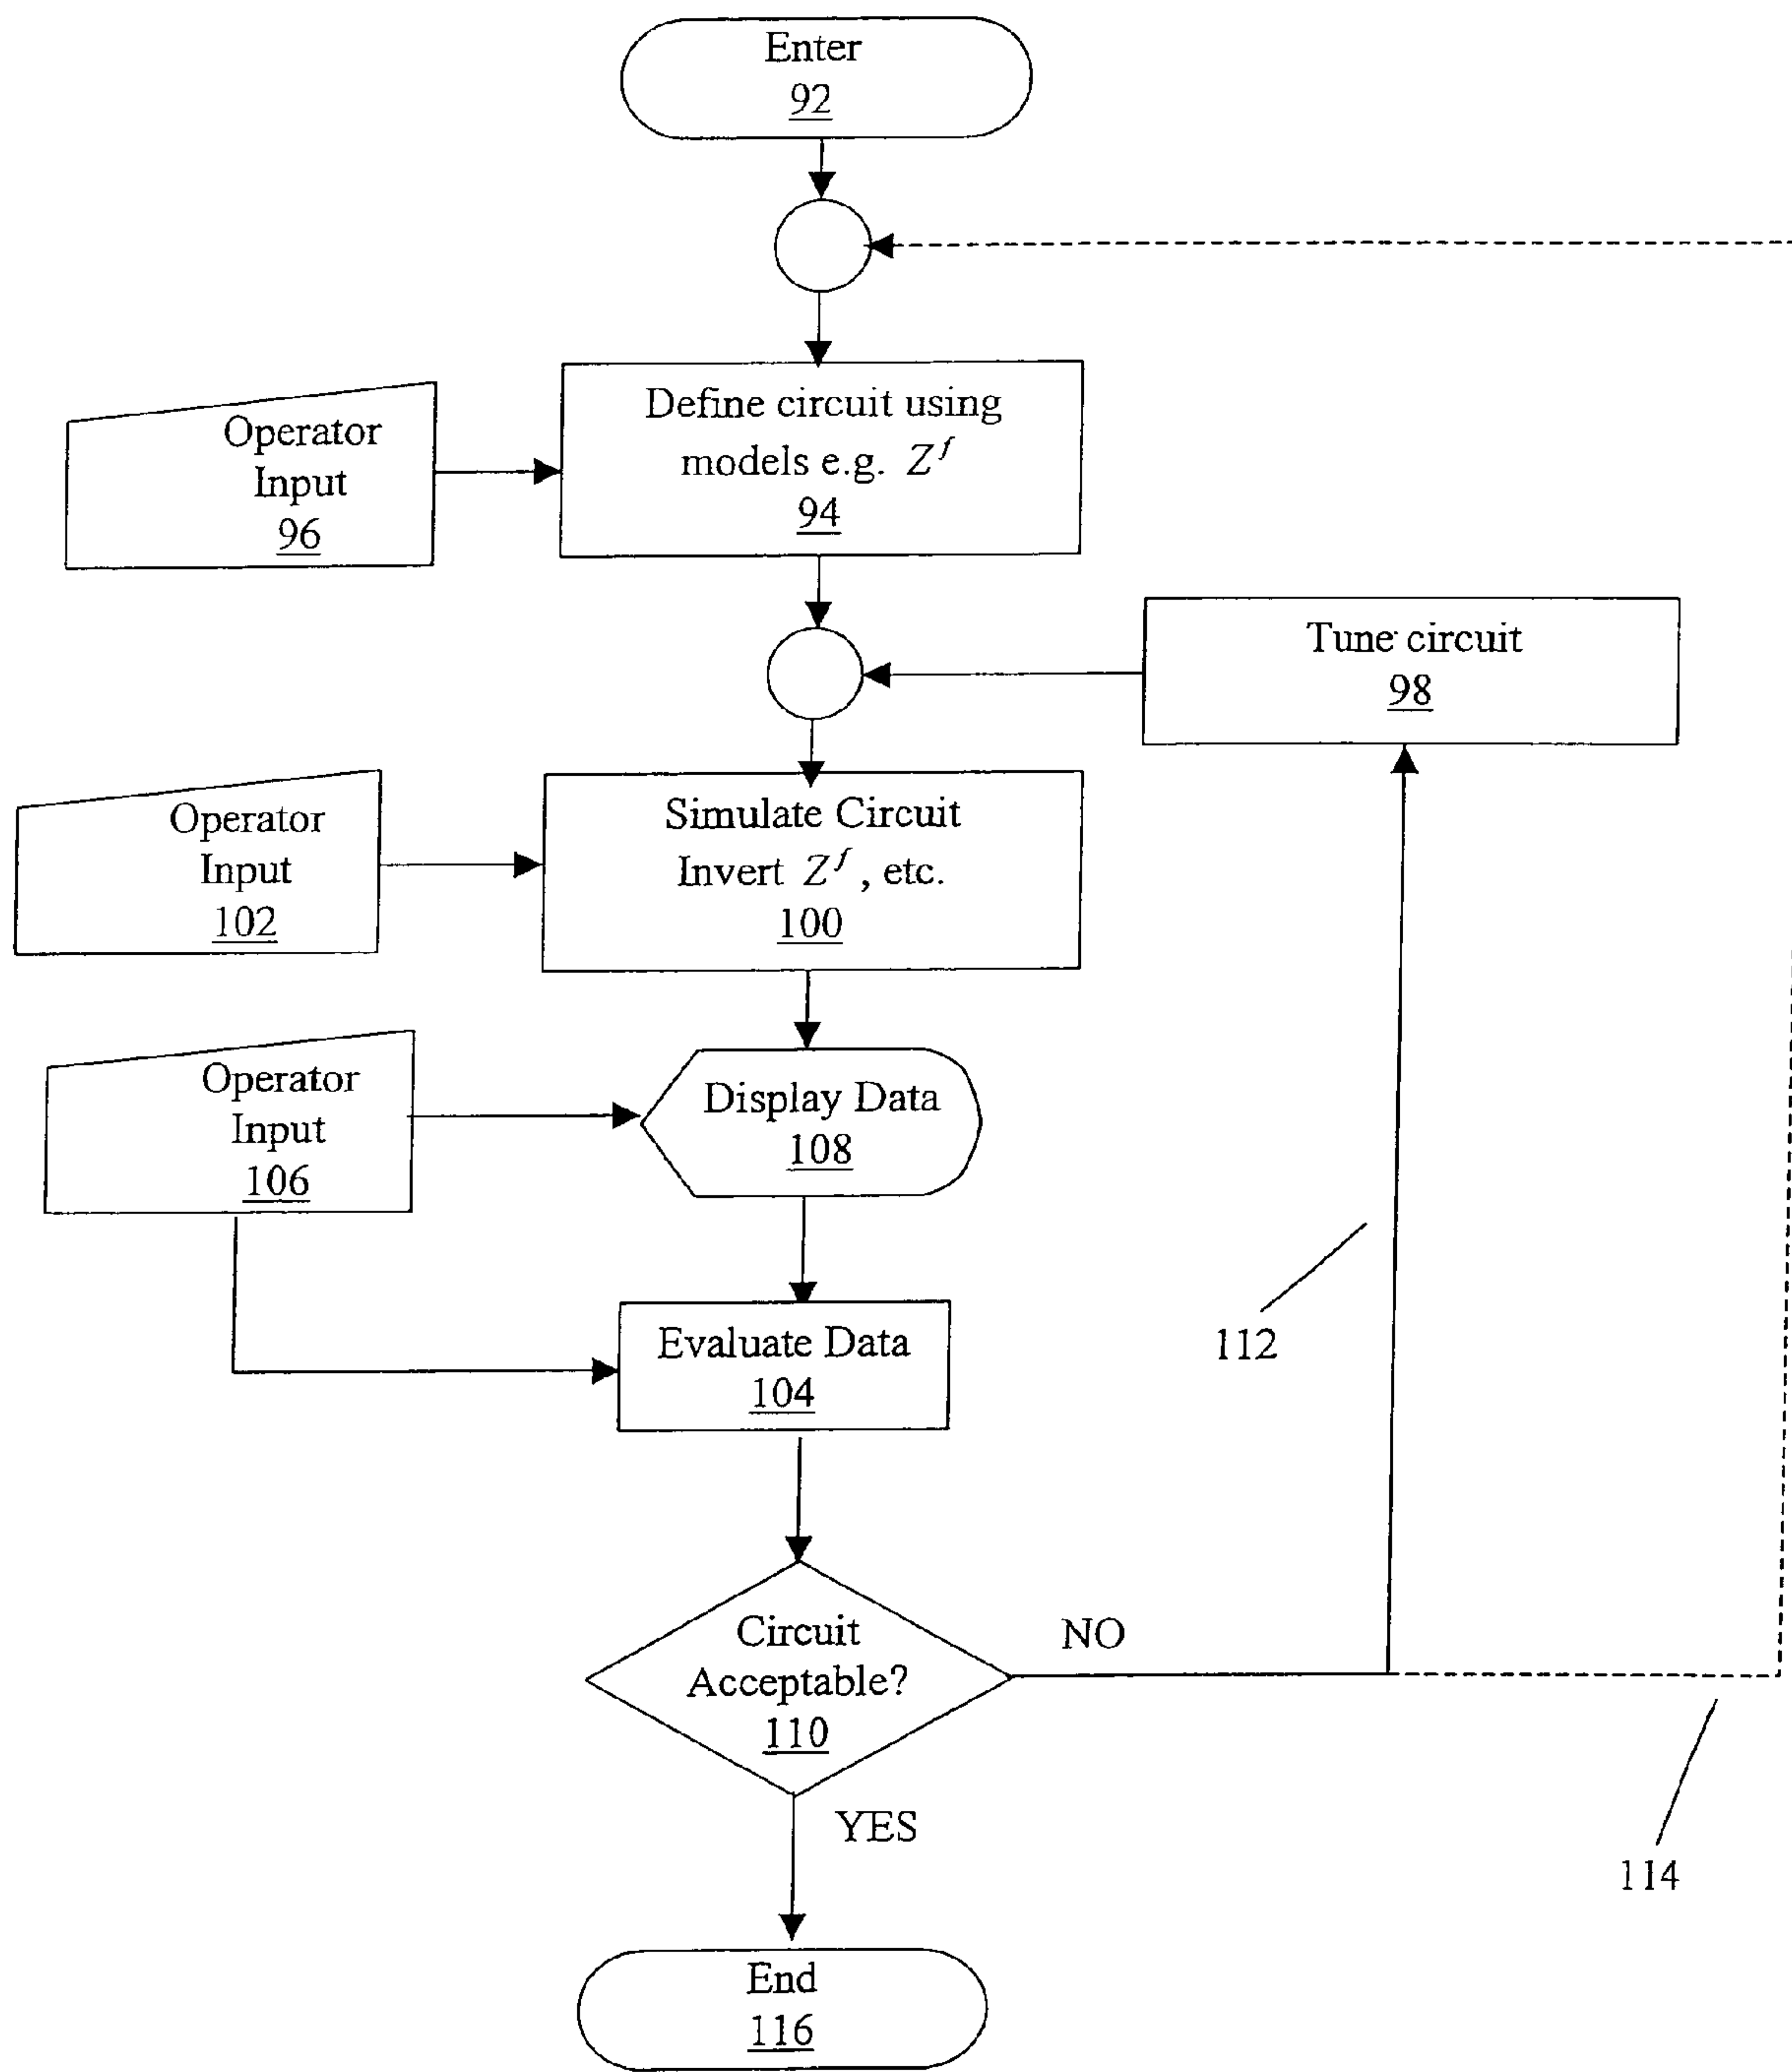 Enter
92
Define circuit using
models e.g. Z^f
94
Operator
Input
96
Tune circuit
98
Simulate Circuit
Invert Z^f , etc.
100
Operator
Input
102
Operator
Input
106
Display Data
108
112
Evaluate Data
104
Circuit
Acceptable?
110
NO
YES
114
End
116